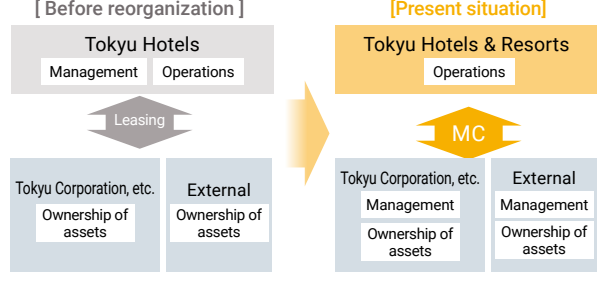 [ Before reorganization ]
Tokyu Hotels
Management
Operations
Leasing
Tokyu Corporation, etc.
Ownership of
assets
External
Ownership of
assets
[Present situation]
Tokyu Hotels & Resorts
Operations
MC
Tokyu Corporation, etc.
Management
Ownership of
assets
External
Management
Ownership of
assets